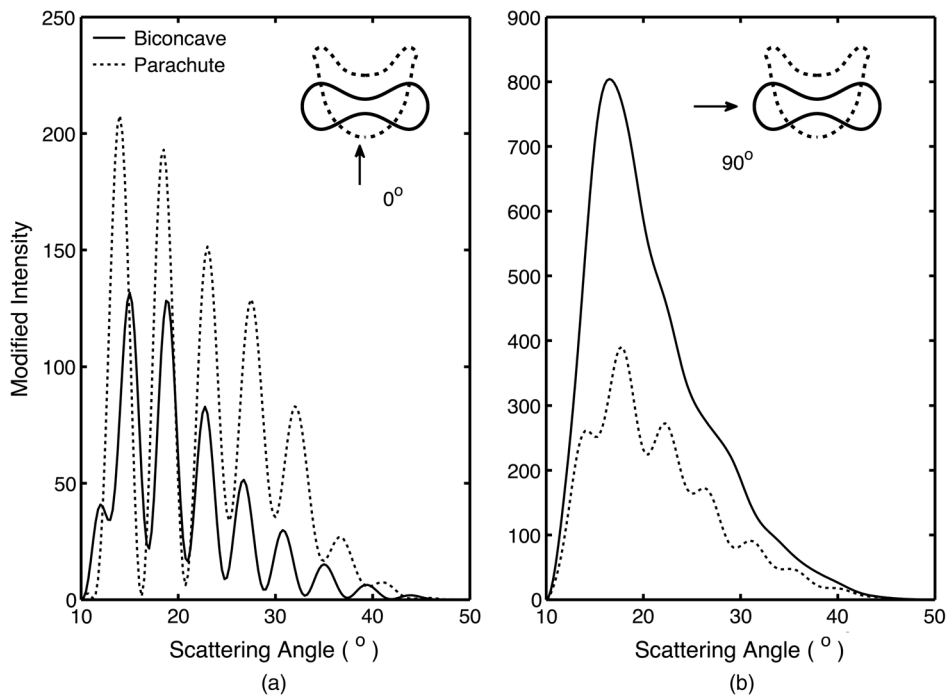 250
200
150
100
50
0
Modified Intensity
Biconcave
Parachute
0o
10 20 30 40 50
Scattering Angle ( o )
(a)
900
800
700
600
500
400
300
200
100
0
90o
10 20 30 40 50
Scattering Angle ( o )
(b)